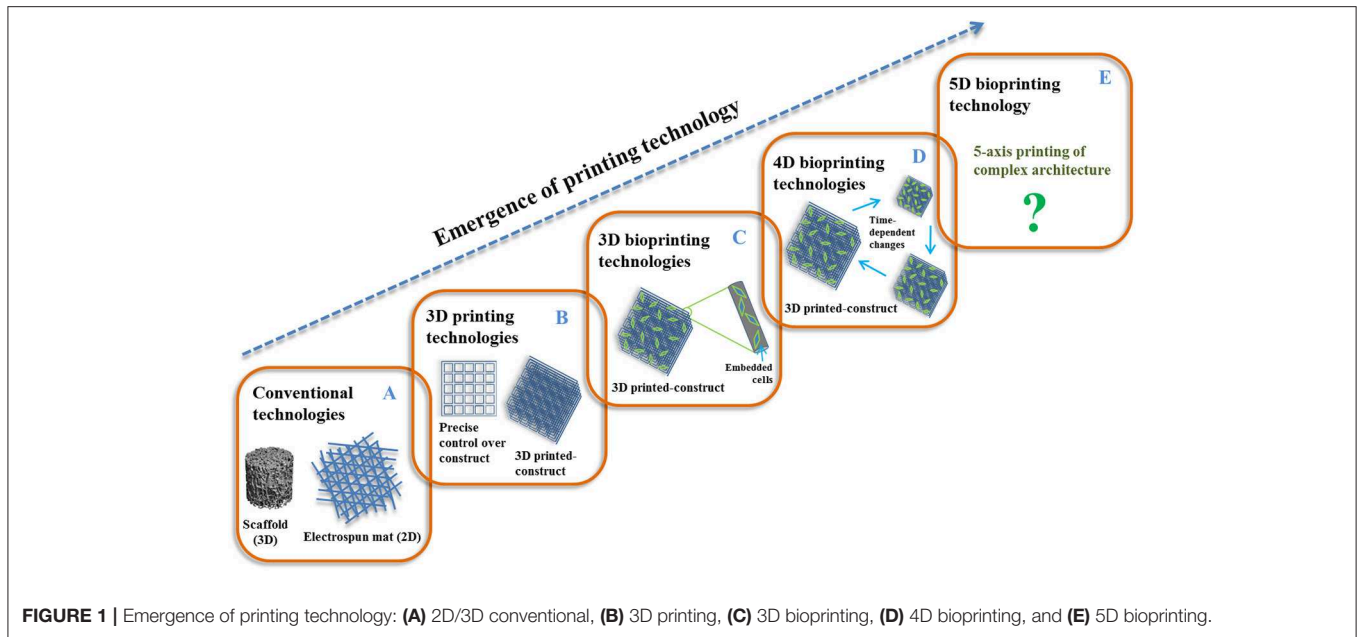 Emergence of printing technology
Conventional
technologies
A
Scaffold
(3D)
Electrospun mat (2D)
3D printing
technologies
B
Precise
control over
construct
3D printed-
construct
3D bioprinting
technologies
C
3D printed-construct
Embedded
cells
4D bioprinting
technologies
D
Time-
dependent
changes
3D printed-construct
5D bioprinting
technology
E
5-axis printing of
complex architecture
?
FIGURE 1 | Emergence of printing technology: (A) 2D/3D conventional, (B) 3D printing, (C) 3D bioprinting, (D) 4D bioprinting, and (E) 5D bioprinting.